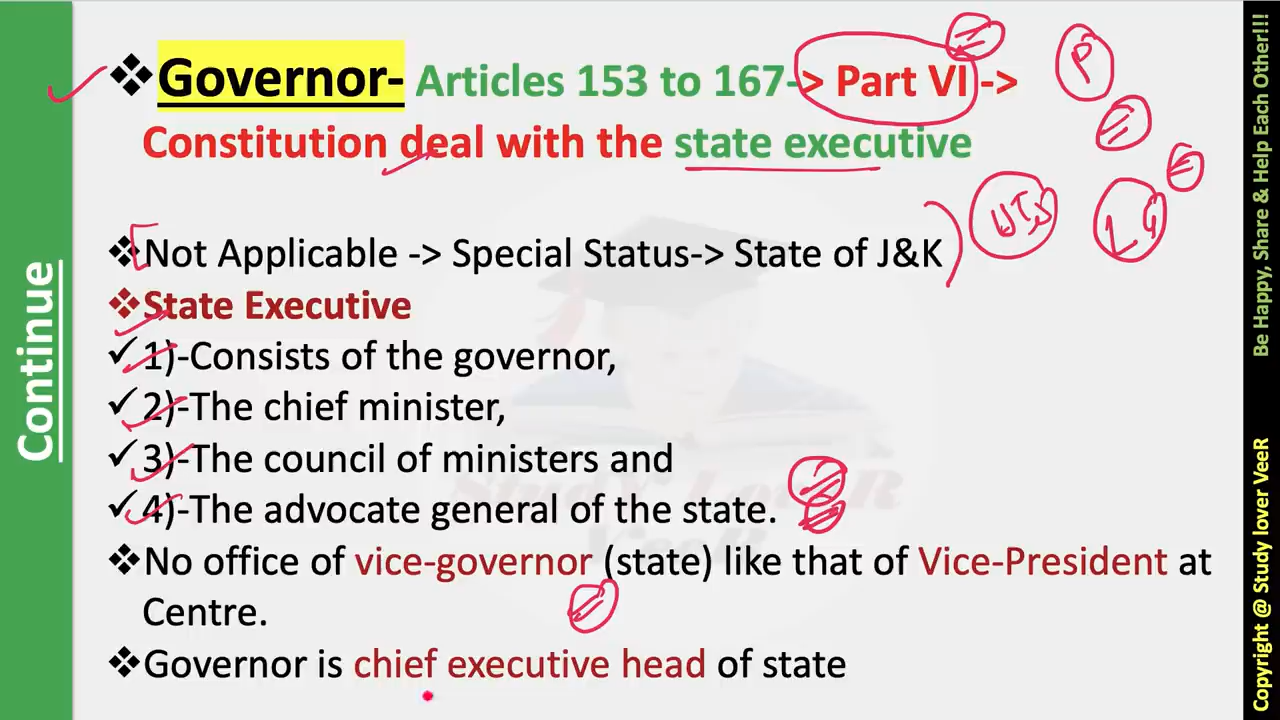 Continue
❖Governor- Articles 153 to 167-> Part VI ->
Constitution deal with the state executive
❖Not Applicable -> Special Status-> State of J&K
❖State Executive
✓1)-Consists of the governor,
✓2)-The chief minister,
✓3)-The council of ministers and
✓4)-The advocate general of the state.
❖No office of vice-governor (state) like that of Vice-President at
Centre.
❖Governor is chief executive head of state
P
UTs
LG
Study LoveR
VeeR
Be Happy, Share & Help Each Other!!!
Copyright @ Study lover VeeR